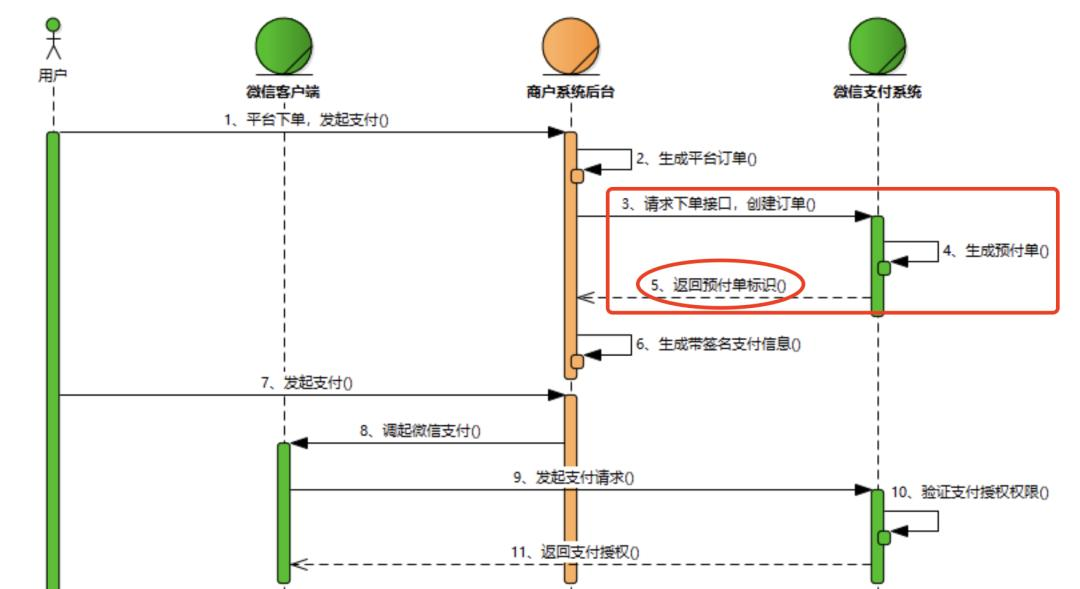 用户
微信客户端
商户系统后台
微信支付系统
1、平台下单，发起支付()
2、生成平台订单()
3、请求下单接口，创建订单()
4、生成预付单()
5、返回预付单标识()
6、生成带签名支付信息()
7、发起支付()
8、调起微信支付()
9、发起支付请求()
10、验证支付授权权限()
11、返回支付授权()